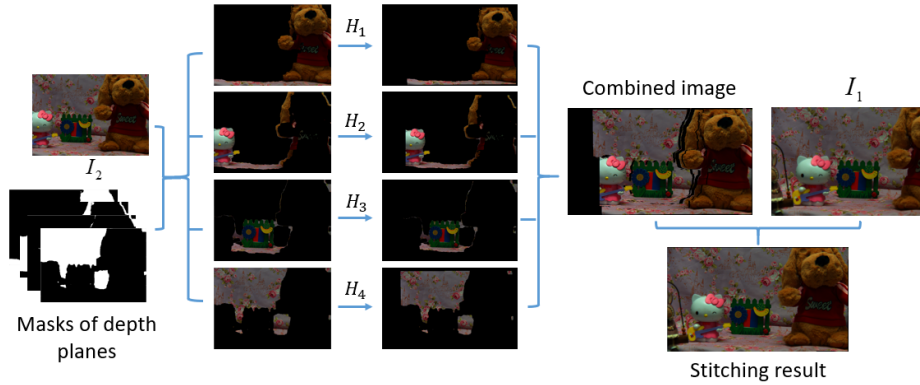 H₁
H₂
H₃
H₄
I₂
Masks of depth
planes
Combined image
I₁
Sweet
Stitching result